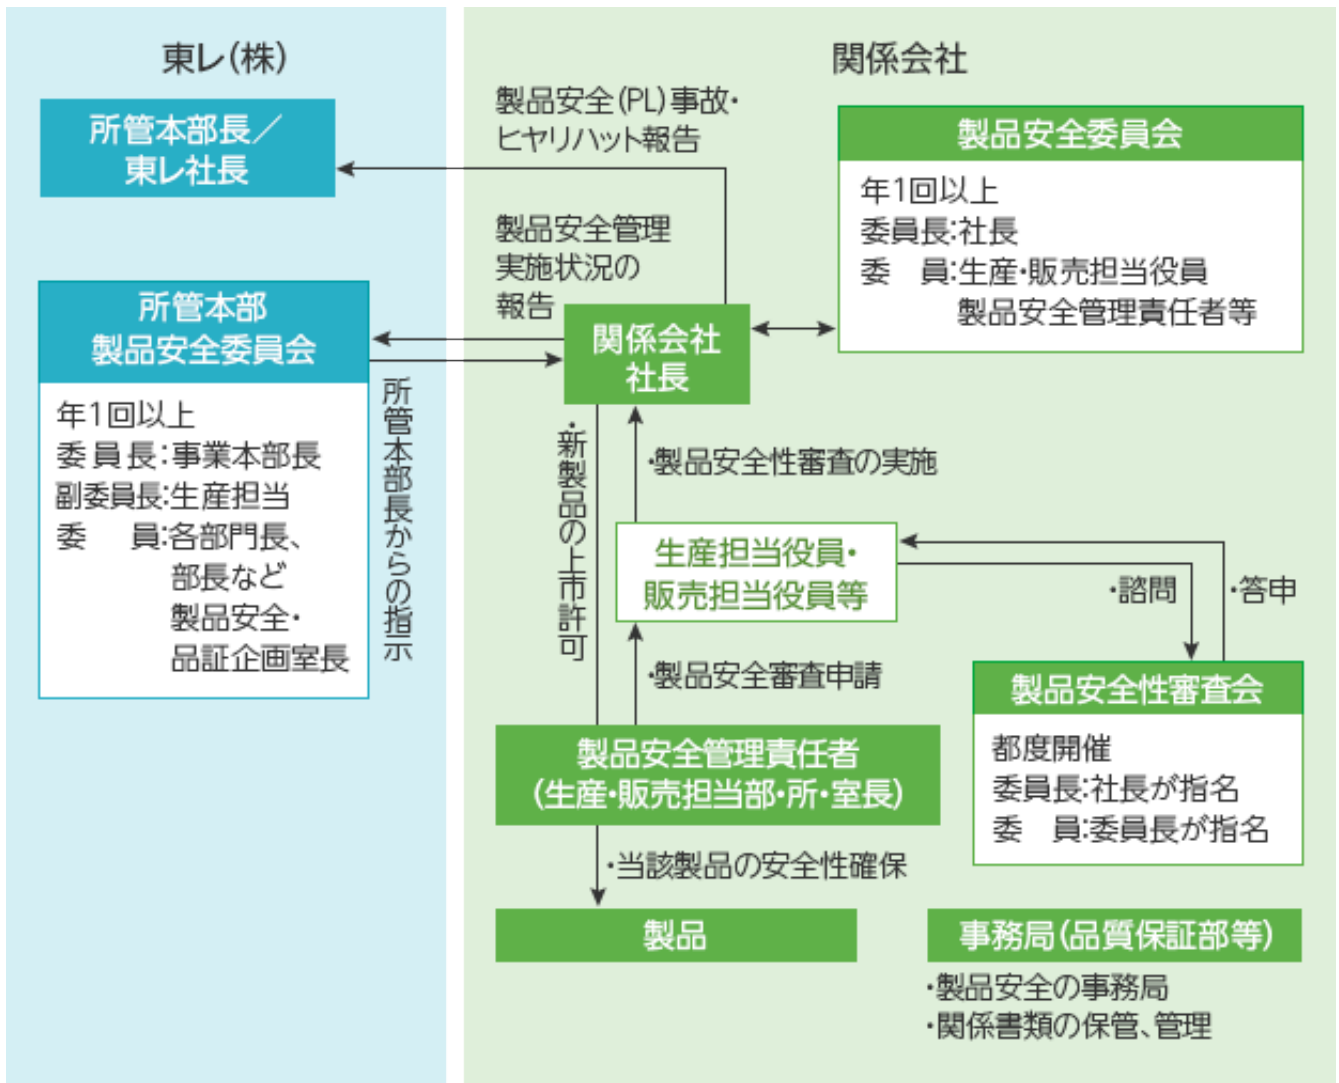 東レ(株)
所管本部長／
東レ社長
所管本部
製品安全委員会
年1回以上
委員長:事業本部長
副委員長:生産担当
委　員:各部門長、
部長など
製品安全・
品証企画室長
所管本部長からの指示
関係会社
製品安全(PL)事故・
ヒヤリハット報告
製品安全管理
実施状況の
報告
関係会社
社長
製品安全委員会
年1回以上
委員長:社長
委　員:生産・販売担当役員
製品安全管理責任者等
・新製品の上市許可
・製品安全性審査の実施
生産担当役員・
販売担当役員等
・諮問
・答申
・製品安全審査申請
製品安全性審査会
都度開催
委員長:社長が指名
委　員:委員長が指名
製品安全管理責任者
(生産・販売担当部・所・室長)
・当該製品の安全性確保
製品
事務局(品質保証部等)
・製品安全の事務局
・関係書類の保管、管理